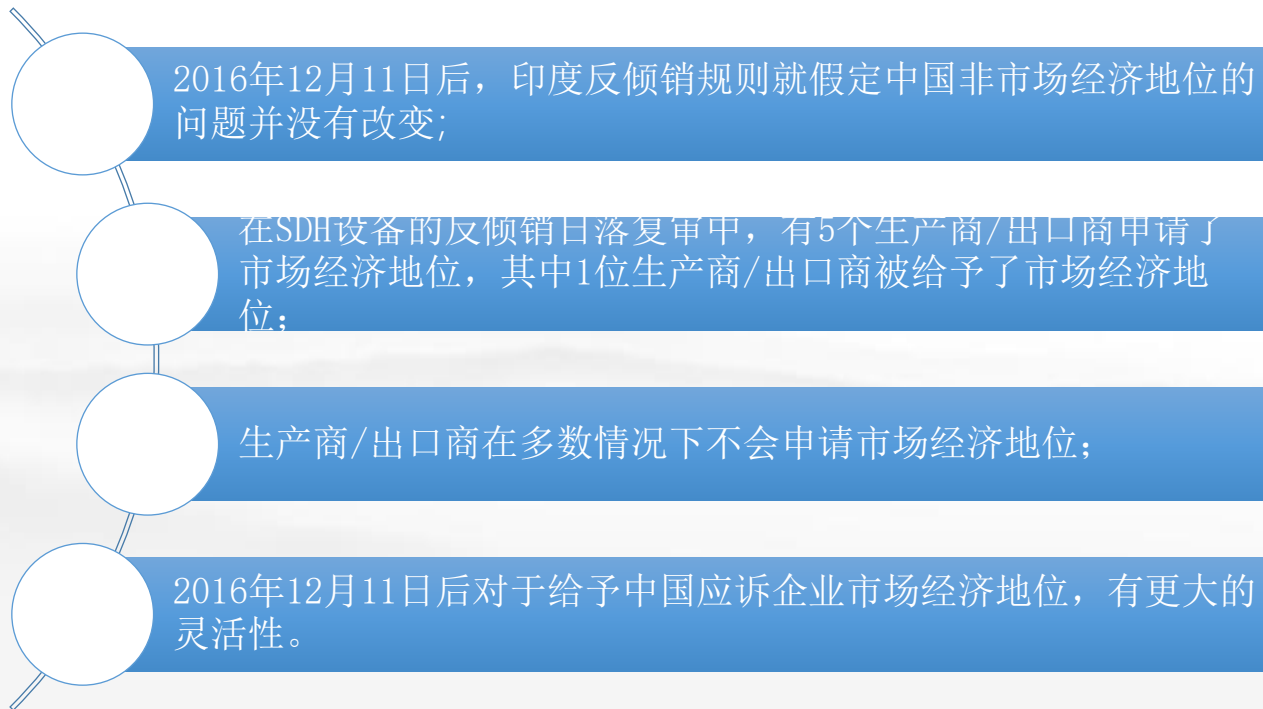 2016年12月11日后，印度反倾销规则就假定中国非市场经济地位的
问题并没有改变;
在SDH设备的反倾销日落复审中，有5个生产商/出口商申请了
市场经济地位，其中1位生产商/出口商被给予了市场经济地
位；
生产商/出口商在多数情况下不会申请市场经济地位；
2016年12月11日后对于给予中国应诉企业市场经济地位，有更大的
灵活性。